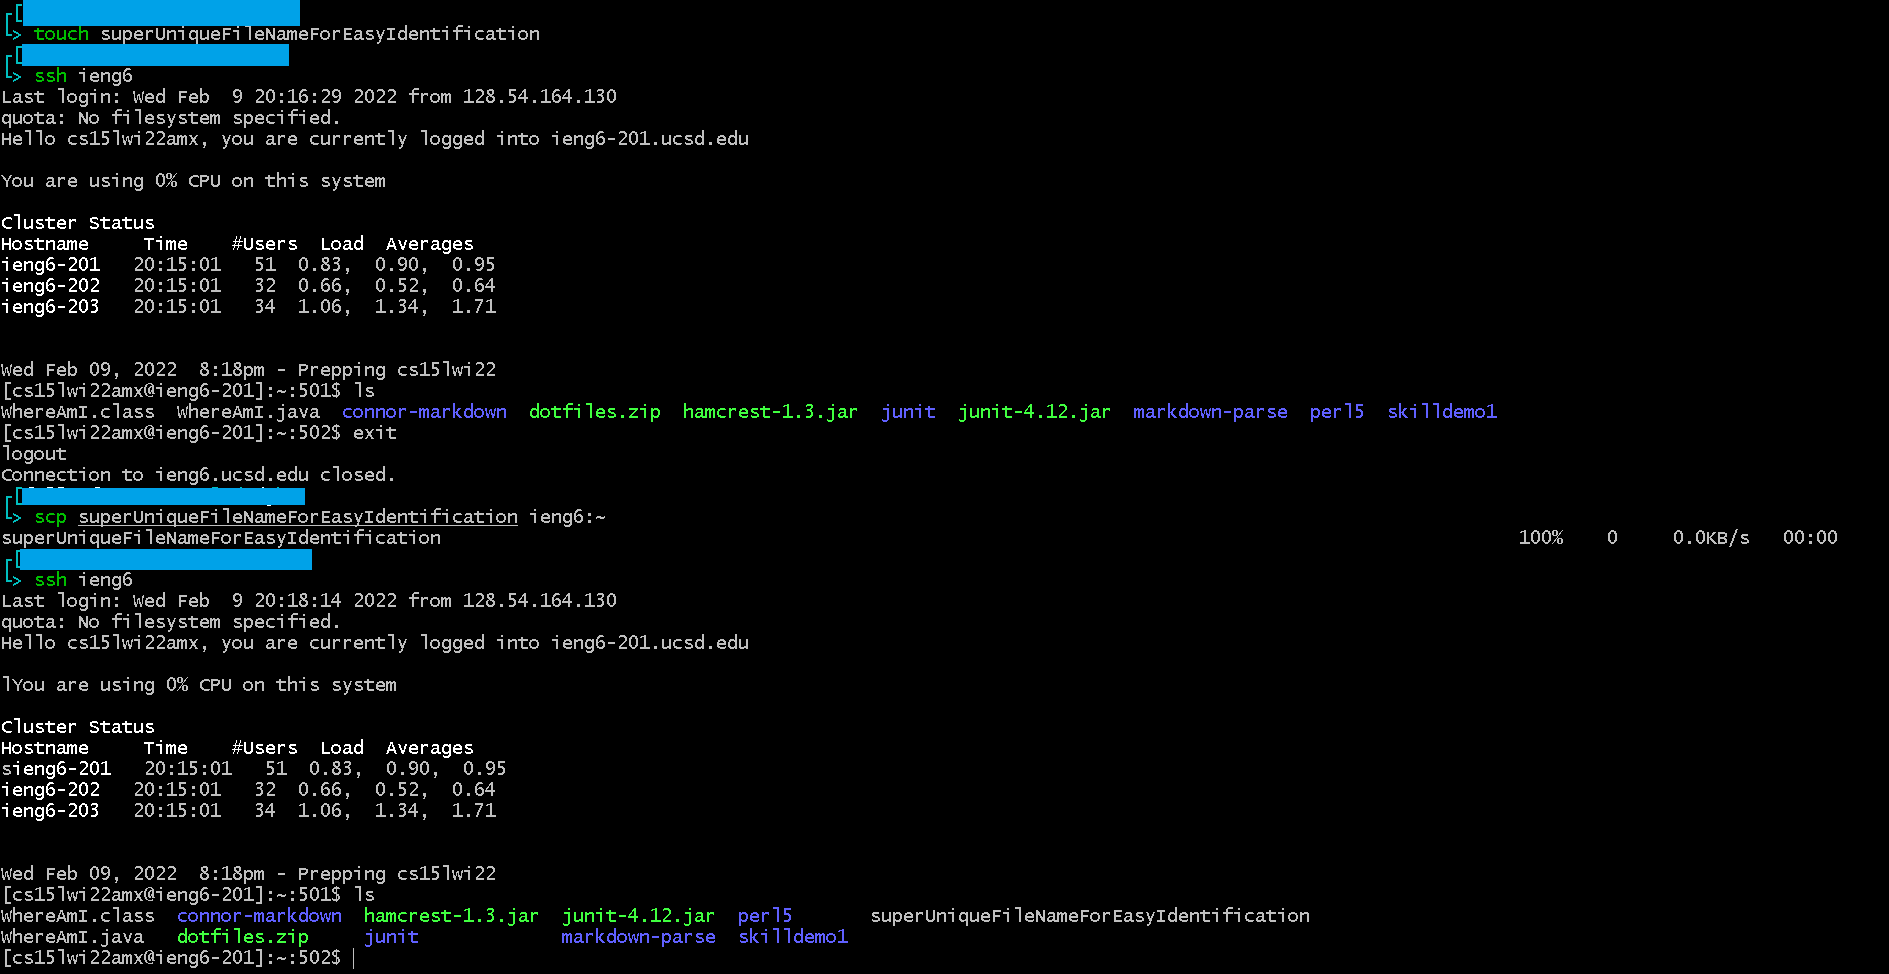 └> touch superUniqueFileNameForEasyIdentification
└> ssh ieng6
Last login: Wed Feb  9 20:16:29 2022 from 128.54.164.130
quota: No filesystem specified.
Hello cs15lwi22amx, you are currently logged into ieng6-201.ucsd.edu
You are using 0% CPU on this system
Cluster Status
Hostname     Time    #Users  Load  Averages
ieng6-201   20:15:01   51  0.83,  0.90,  0.95
ieng6-202   20:15:01   32  0.66,  0.52,  0.64
ieng6-203   20:15:01   34  1.06,  1.34,  1.71
Wed Feb 09, 2022  8:18pm - Prepping cs15lwi22
[cs15lwi22amx@ieng6-201]:~:501$ ls
WhereAmI.class  WhereAmI.java  connor-markdown  dotfiles.zip  hamcrest-1.3.jar  junit  junit-4.12.jar  markdown-parse  perl5  skilldemo1
[cs15lwi22amx@ieng6-201]:~:502$ exit
logout
Connection to ieng6.ucsd.edu closed.
└> scp superUniqueFileNameForEasyIdentification ieng6:~
superUniqueFileNameForEasyIdentification    100%    0     0.0KB/s   00:00
└> ssh ieng6
Last login: Wed Feb  9 20:18:14 2022 from 128.54.164.130
quota: No filesystem specified.
Hello cs15lwi22amx, you are currently logged into ieng6-201.ucsd.edu
lYou are using 0% CPU on this system
Cluster Status
Hostname     Time    #Users  Load  Averages
sieng6-201   20:15:01   51  0.83,  0.90,  0.95
ieng6-202   20:15:01   32  0.66,  0.52,  0.64
ieng6-203   20:15:01   34  1.06,  1.34,  1.71
Wed Feb 09, 2022  8:18pm - Prepping cs15lwi22
[cs15lwi22amx@ieng6-201]:~:501$ ls
WhereAmI.class  connor-markdown  hamcrest-1.3.jar  junit-4.12.jar  perl5       superUniqueFileNameForEasyIdentification
WhereAmI.java   dotfiles.zip     junit             markdown-parse  skilldemo1
[cs15lwi22amx@ieng6-201]:~:502$